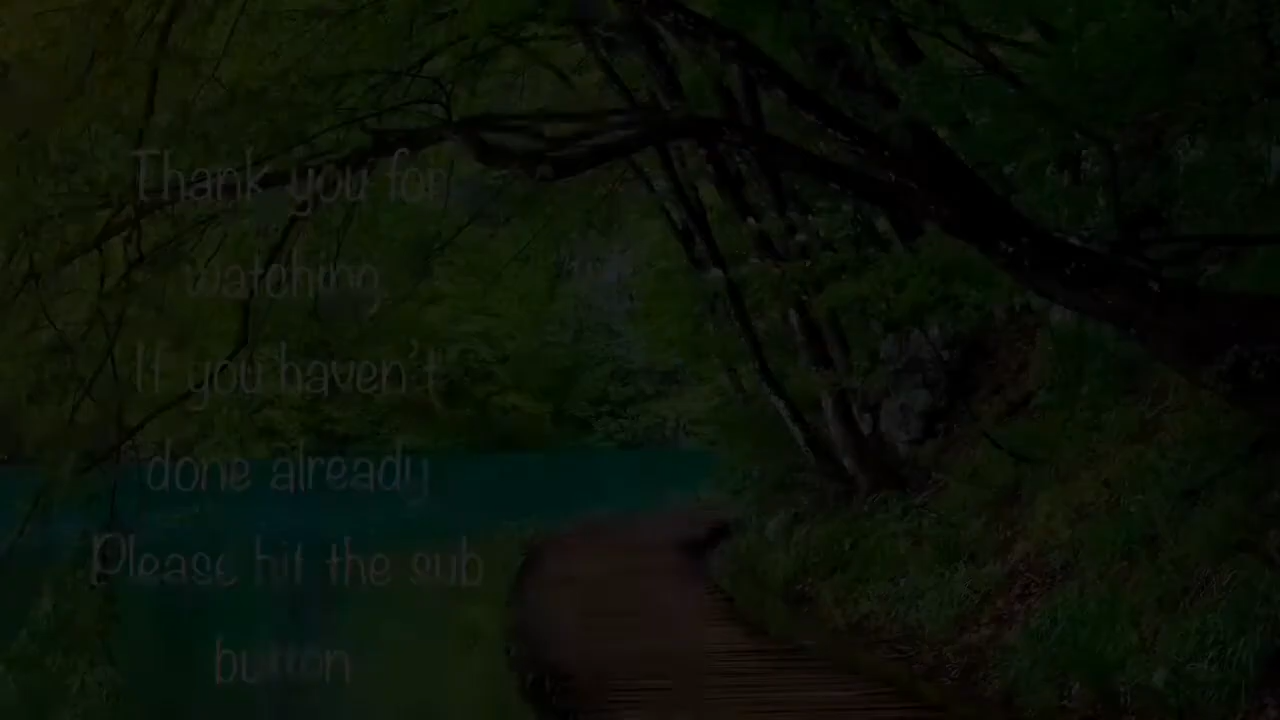 Thank you for
watching
If you haven't
done already
Please hit the sub
button